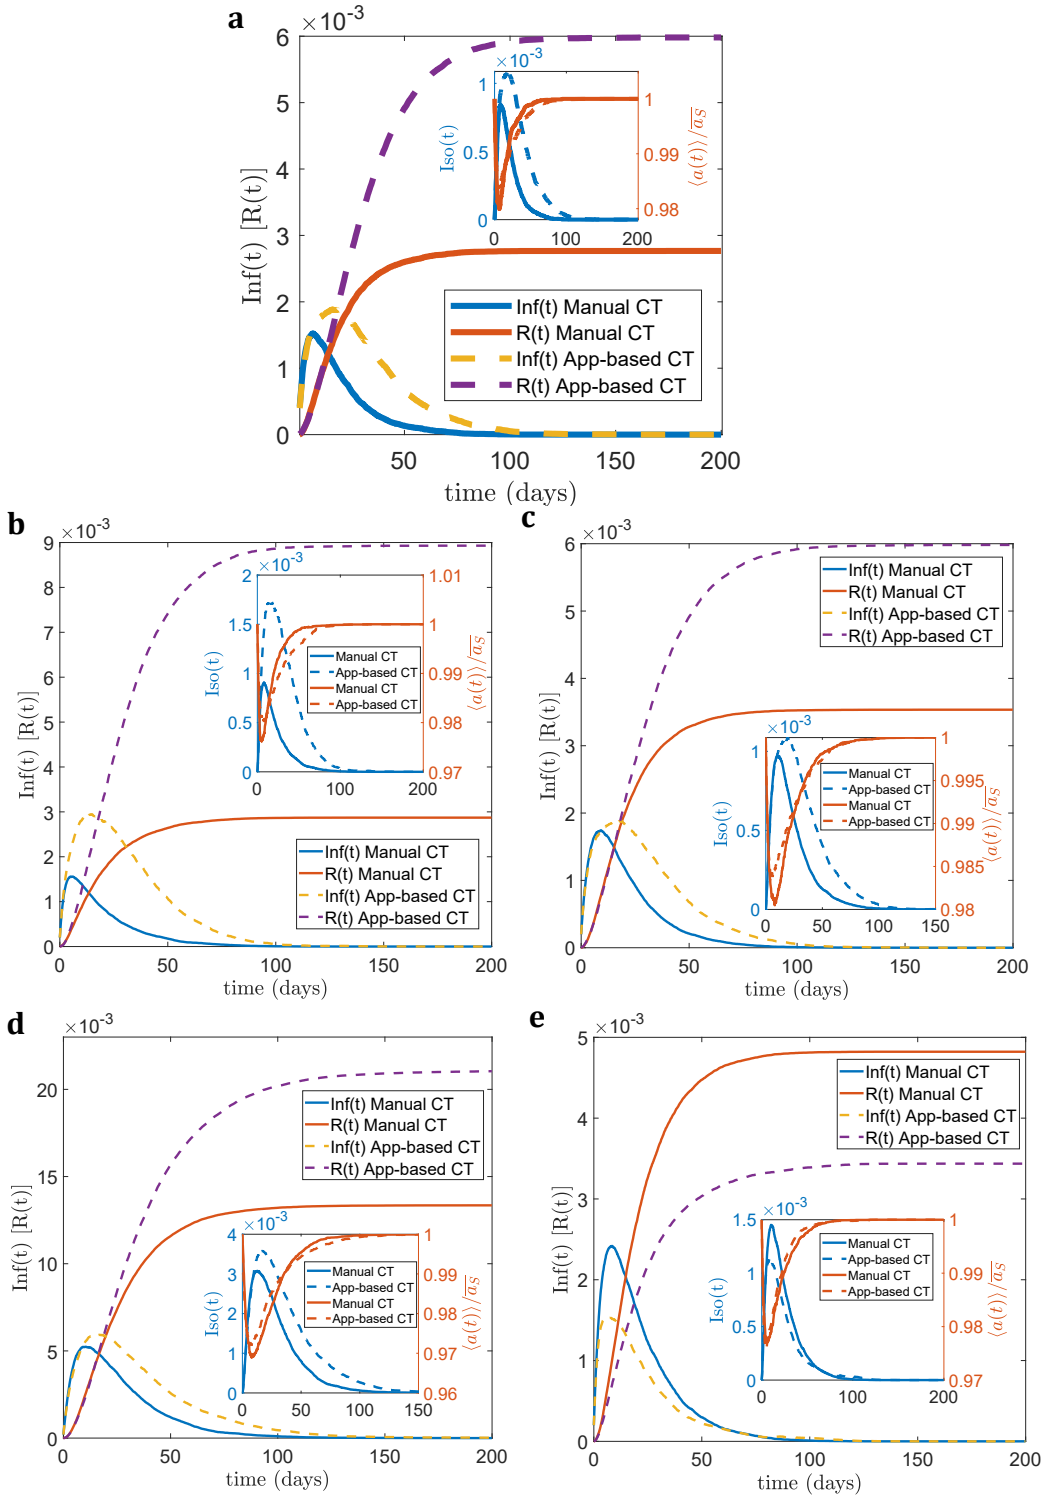 a
×10⁻³
6
5
4
3
2
1
0
Inf(t) [R(t)]
50
100
150
200
time (days)
×10⁻³
1
0.5
0
Iso(t)
0
100
200
1
0.99
0.98
⟨a(t)⟩/a̅_S
Inf(t) Manual CT
R(t) Manual CT
Inf(t) App-based CT
R(t) App-based CT
b
×10⁻³
9
8
7
6
5
4
3
2
1
0
Inf(t) [R(t)]
0
50
100
150
200
time (days)
×10⁻³
2
1.5
1
0.5
0
Iso(t)
0
100
200
1.01
1
0.99
0.98
0.97
⟨a(t)⟩/a̅_S
Manual CT
App-based CT
Manual CT
App-based CT
Inf(t) Manual CT
R(t) Manual CT
Inf(t) App-based CT
R(t) App-based CT
c
×10⁻³
6
5
4
3
2
1
0
Inf(t) [R(t)]
0
50
100
150
200
time (days)
Inf(t) Manual CT
R(t) Manual CT
Inf(t) App-based CT
R(t) App-based CT
×10⁻³
1
0.5
0
Iso(t)
0
50
100
150
1
0.995
0.99
0.985
0.98
⟨a(t)⟩/a̅_S
Manual CT
App-based CT
Manual CT
App-based CT
d
×10⁻³
20
15
10
5
0
Inf(t) [R(t)]
0
50
100
150
200
time (days)
Inf(t) Manual CT
R(t) Manual CT
Inf(t) App-based CT
R(t) App-based CT
×10⁻³
4
3
2
1
0
Iso(t)
0
50
100
150
1
0.99
0.98
0.97
0.96
⟨a(t)⟩/a̅_S
Manual CT
App-based CT
Manual CT
App-based CT
e
×10⁻³
5
4
3
2
1
0
Inf(t) [R(t)]
0
50
100
150
200
time (days)
Inf(t) Manual CT
R(t) Manual CT
Inf(t) App-based CT
R(t) App-based CT
×10⁻³
1.5
1
0.5
0
Iso(t)
0
100
200
1
0.99
0.98
0.97
⟨a(t)⟩/a̅_S
Manual CT
App-based CT
Manual CT
App-based CT